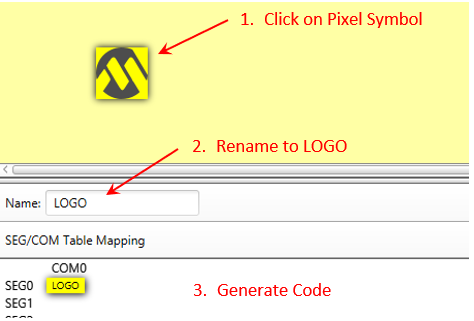 1. Click on Pixel Symbol
2. Rename to LOGO
Name: LOGO
SEG/COM Table Mapping
COM0
SEG0 LOGO
3. Generate Code
SEG1